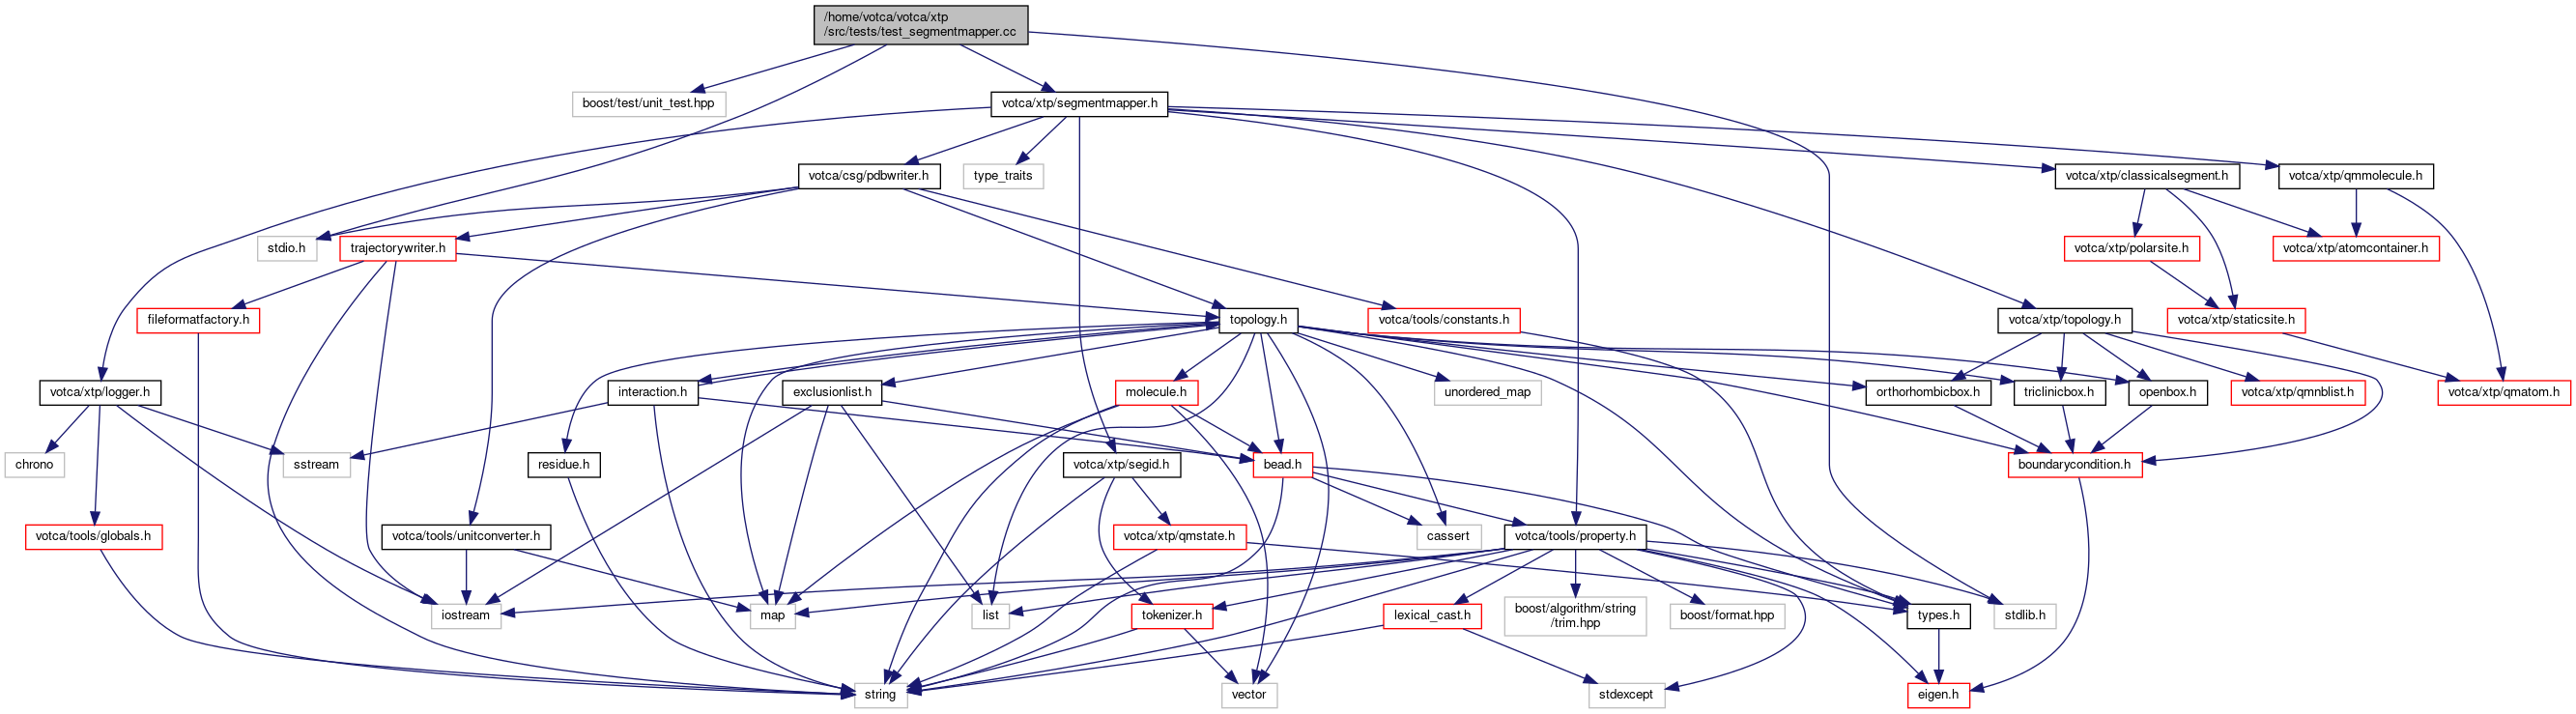 /home/votca/votca/xtp
/src/tests/test_segmentmapper.cc
boost/test/unit_test.hpp
votca/xtp/segmentmapper.h
votca/csg/pdbwriter.h
type_traits
votca/xtp/classicalsegment.h
votca/xtp/qmmolecule.h
stdio.h
trajectorywriter.h
votca/xtp/polarsite.h
votca/xtp/atomcontainer.h
fileformatfactory.h
topology.h
votca/tools/constants.h
votca/xtp/topology.h
votca/xtp/staticsite.h
votca/xtp/logger.h
interaction.h
exclusionlist.h
molecule.h
unordered_map
orthorhombicbox.h
triclinicbox.h
openbox.h
votca/xtp/qmnblist.h
votca/xtp/qmatom.h
chrono
sstream
residue.h
votca/xtp/segid.h
bead.h
boundarycondition.h
votca/tools/globals.h
votca/tools/unitconverter.h
votca/xtp/qmstate.h
cassert
votca/tools/property.h
iostream
map
list
tokenizer.h
lexical_cast.h
boost/algorithm/string
/trim.hpp
boost/format.hpp
types.h
stdlib.h
string
vector
stdexcept
eigen.h